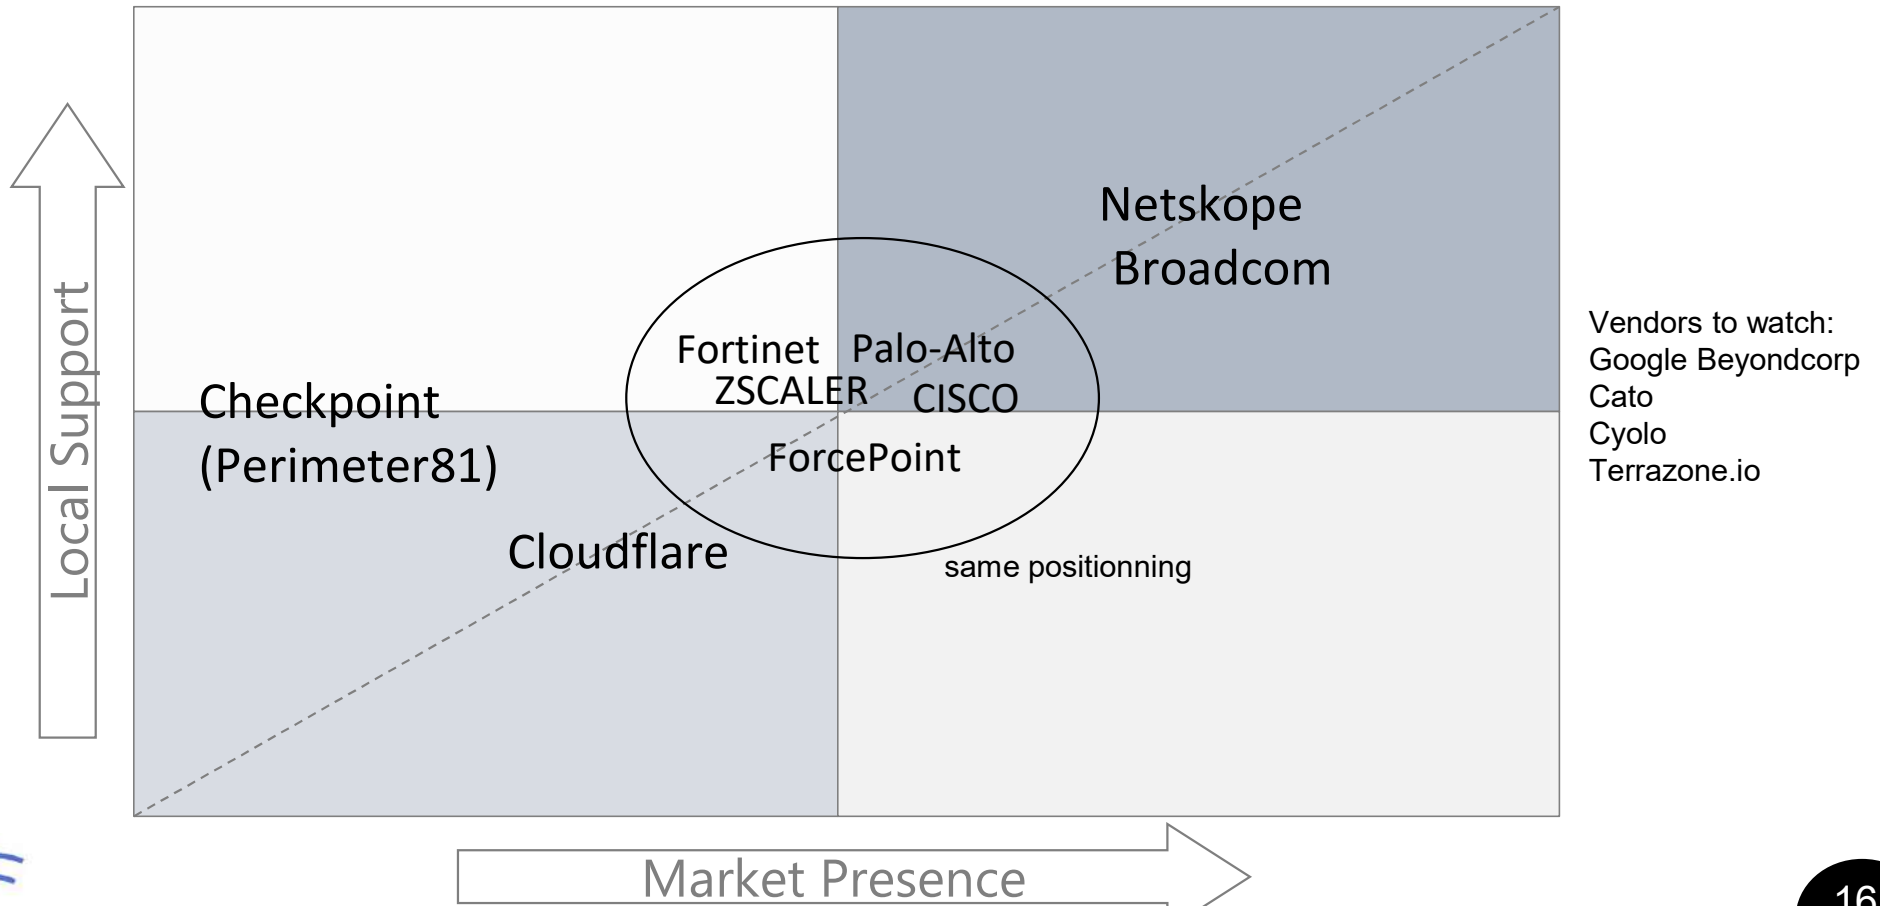 Netskope
Broadcom
Fortinet
Palo-Alto
ZSCALER
CISCO
Checkpoint
(Perimeter81)
ForcePoint
Cloudflare
same positionning
Local Support
Market Presence
Vendors to watch:
Google Beyondcorp
Cato
Cyolo
Terrazone.io
16